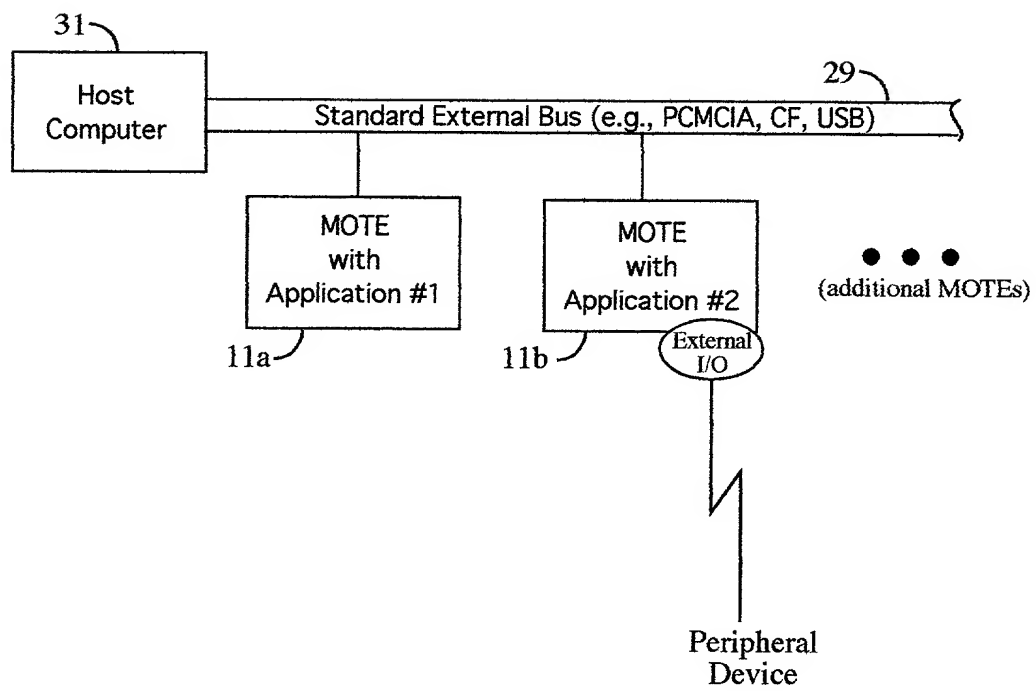 31
Host
Computer
29
Standard External Bus (e.g., PCMCIA, CF, USB)
MOTE
with
Application #1
11a
MOTE
with
Application #2
11b
External
I/O
(additional MOTEs)
Peripheral
Device